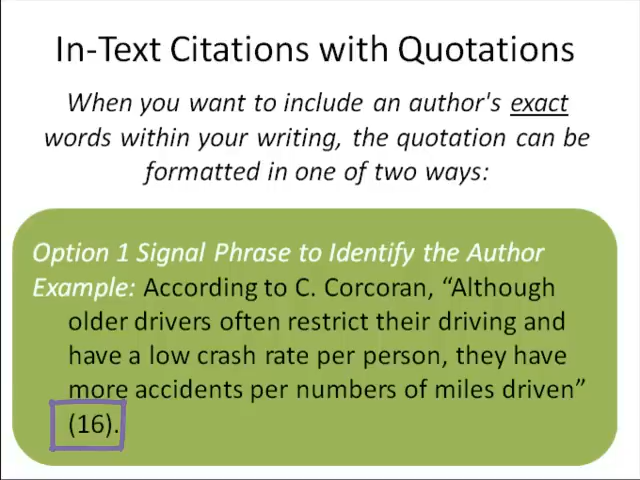 In-Text Citations with Quotations
When you want to include an author's exact
words within your writing, the quotation can be
formatted in one of two ways:
Option 1 Signal Phrase to Identify the Author
Example: According to C. Corcoran, “Although
older drivers often restrict their driving and
have a low crash rate per person, they have
more accidents per numbers of miles driven”
(16).